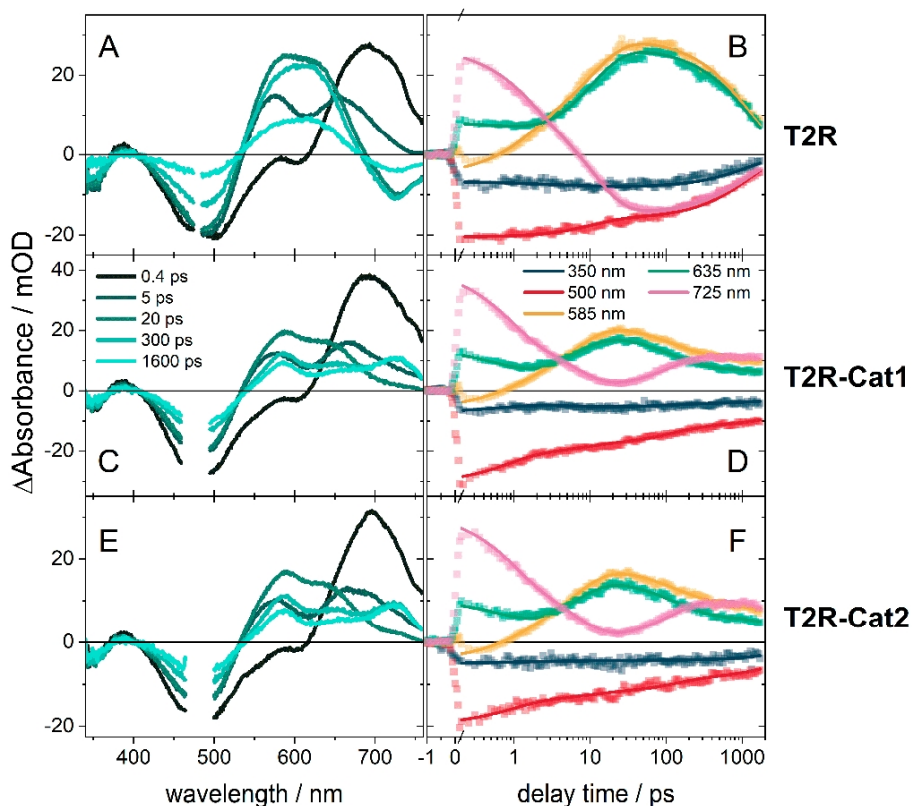 A
B
T2R
20
0
-20
ΔAbsorbance / mOD
0.4 ps
5 ps
20 ps
300 ps
1600 ps
350 nm
500 nm
585 nm
635 nm
725 nm
40
20
0
-20
C
D
T2R-Cat1
E
F
T2R-Cat2
20
0
-20
400 500 600 700
-1 0 1 10 100 1000
wavelength / nm
delay time / ps